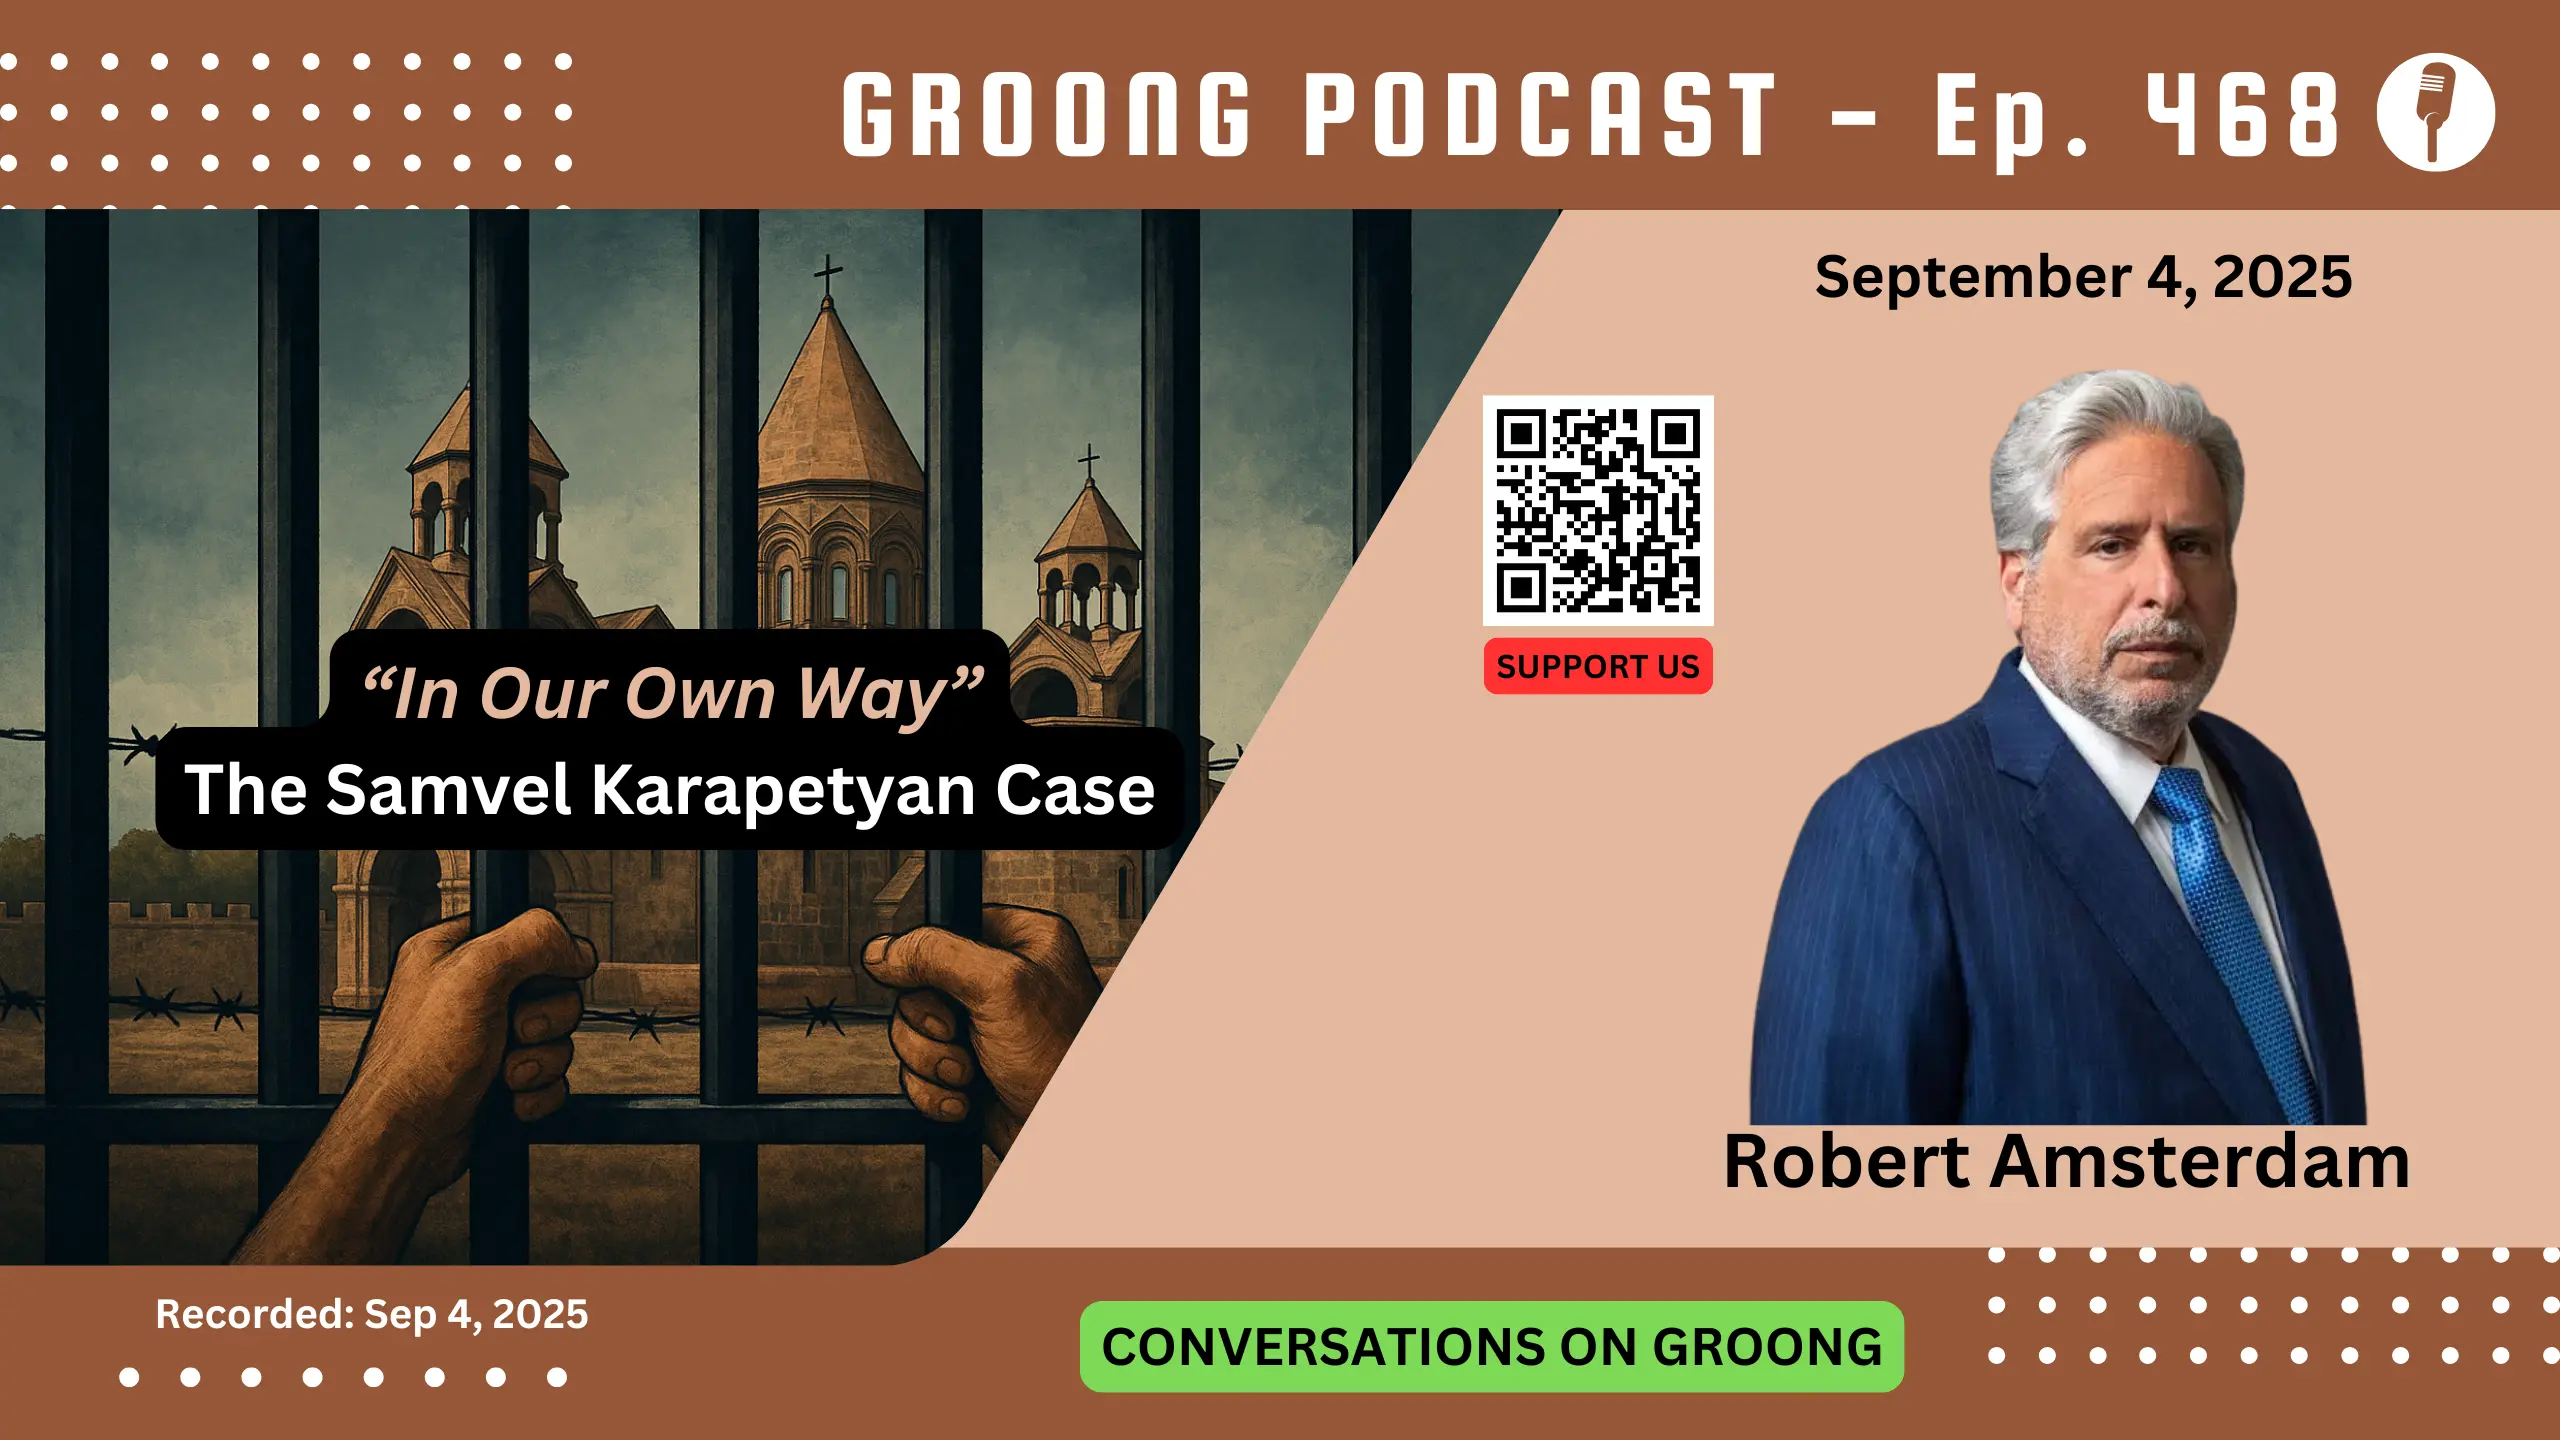 GROONG PODCAST – Ep. 468
September 4, 2025
SUPPORT US
“In Our Own Way”
The Samvel Karapetyan Case
Robert Amsterdam
Recorded: Sep 4, 2025
CONVERSATIONS ON GROONG